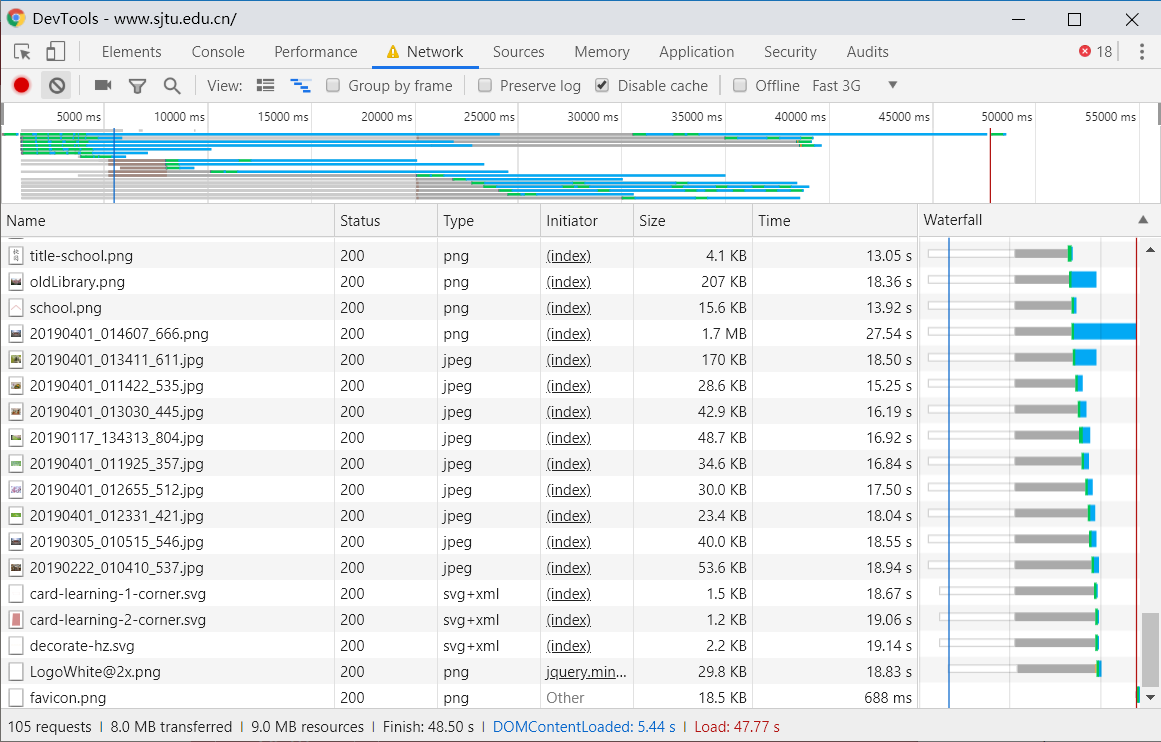 DevTools - www.sjtu.edu.cn/
Elements Console Performance Network Sources Memory Application Security Audits 18
View: Group by frame Preserve log Disable cache Offline Fast 3G
5000 ms 10000 ms 15000 ms 20000 ms 25000 ms 30000 ms 35000 ms 40000 ms 45000 ms 50000 ms 55000 ms
Name Status Type Initiator Size Time Waterfall
title-school.png 200 png (index) 4.1 KB 13.05 s
oldLibrary.png 200 png (index) 207 KB 18.36 s
school.png 200 png (index) 15.6 KB 13.92 s
20190401_014607_666.png 200 png (index) 1.7 MB 27.54 s
20190401_013411_611.jpg 200 jpeg (index) 170 KB 18.50 s
20190401_011422_535.jpg 200 jpeg (index) 28.6 KB 15.25 s
20190401_013030_445.jpg 200 jpeg (index) 42.9 KB 16.19 s
20190117_134313_804.jpg 200 jpeg (index) 48.7 KB 16.92 s
20190401_011925_357.jpg 200 jpeg (index) 34.6 KB 16.84 s
20190401_012655_512.jpg 200 jpeg (index) 30.0 KB 17.50 s
20190401_012331_421.jpg 200 jpeg (index) 23.4 KB 18.04 s
20190305_010515_546.jpg 200 jpeg (index) 40.0 KB 18.55 s
20190222_010410_537.jpg 200 jpeg (index) 53.6 KB 18.94 s
card-learning-1-corner.svg 200 svg+xml (index) 1.5 KB 18.67 s
card-learning-2-corner.svg 200 svg+xml (index) 1.2 KB 19.06 s
decorate-hz.svg 200 svg+xml (index) 2.2 KB 19.14 s
LogoWhite@2x.png 200 png jquery.min... 29.8 KB 18.83 s
favicon.png 200 png Other 18.5 KB 688 ms
105 requests 8.0 MB transferred 9.0 MB resources Finish: 48.50 s DOMContentLoaded: 5.44 s Load: 47.77 s